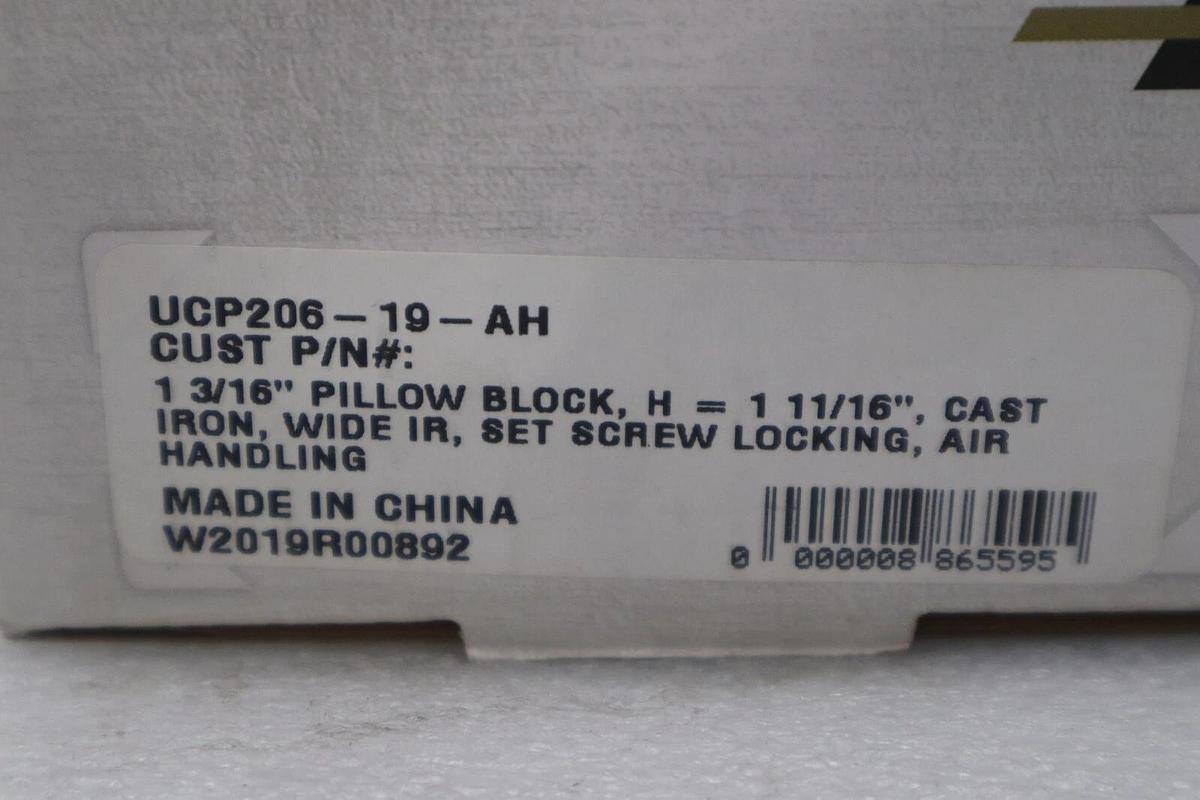 UCP206-19-AH
CUST P/N#:
1 3/16" PILLOW BLOCK, H = 1 11/16", CAST
IRON, WIDE IR, SET SCREW LOCKING, AIR
HANDLING
MADE IN CHINA
W2019R00892
0 000008 865595